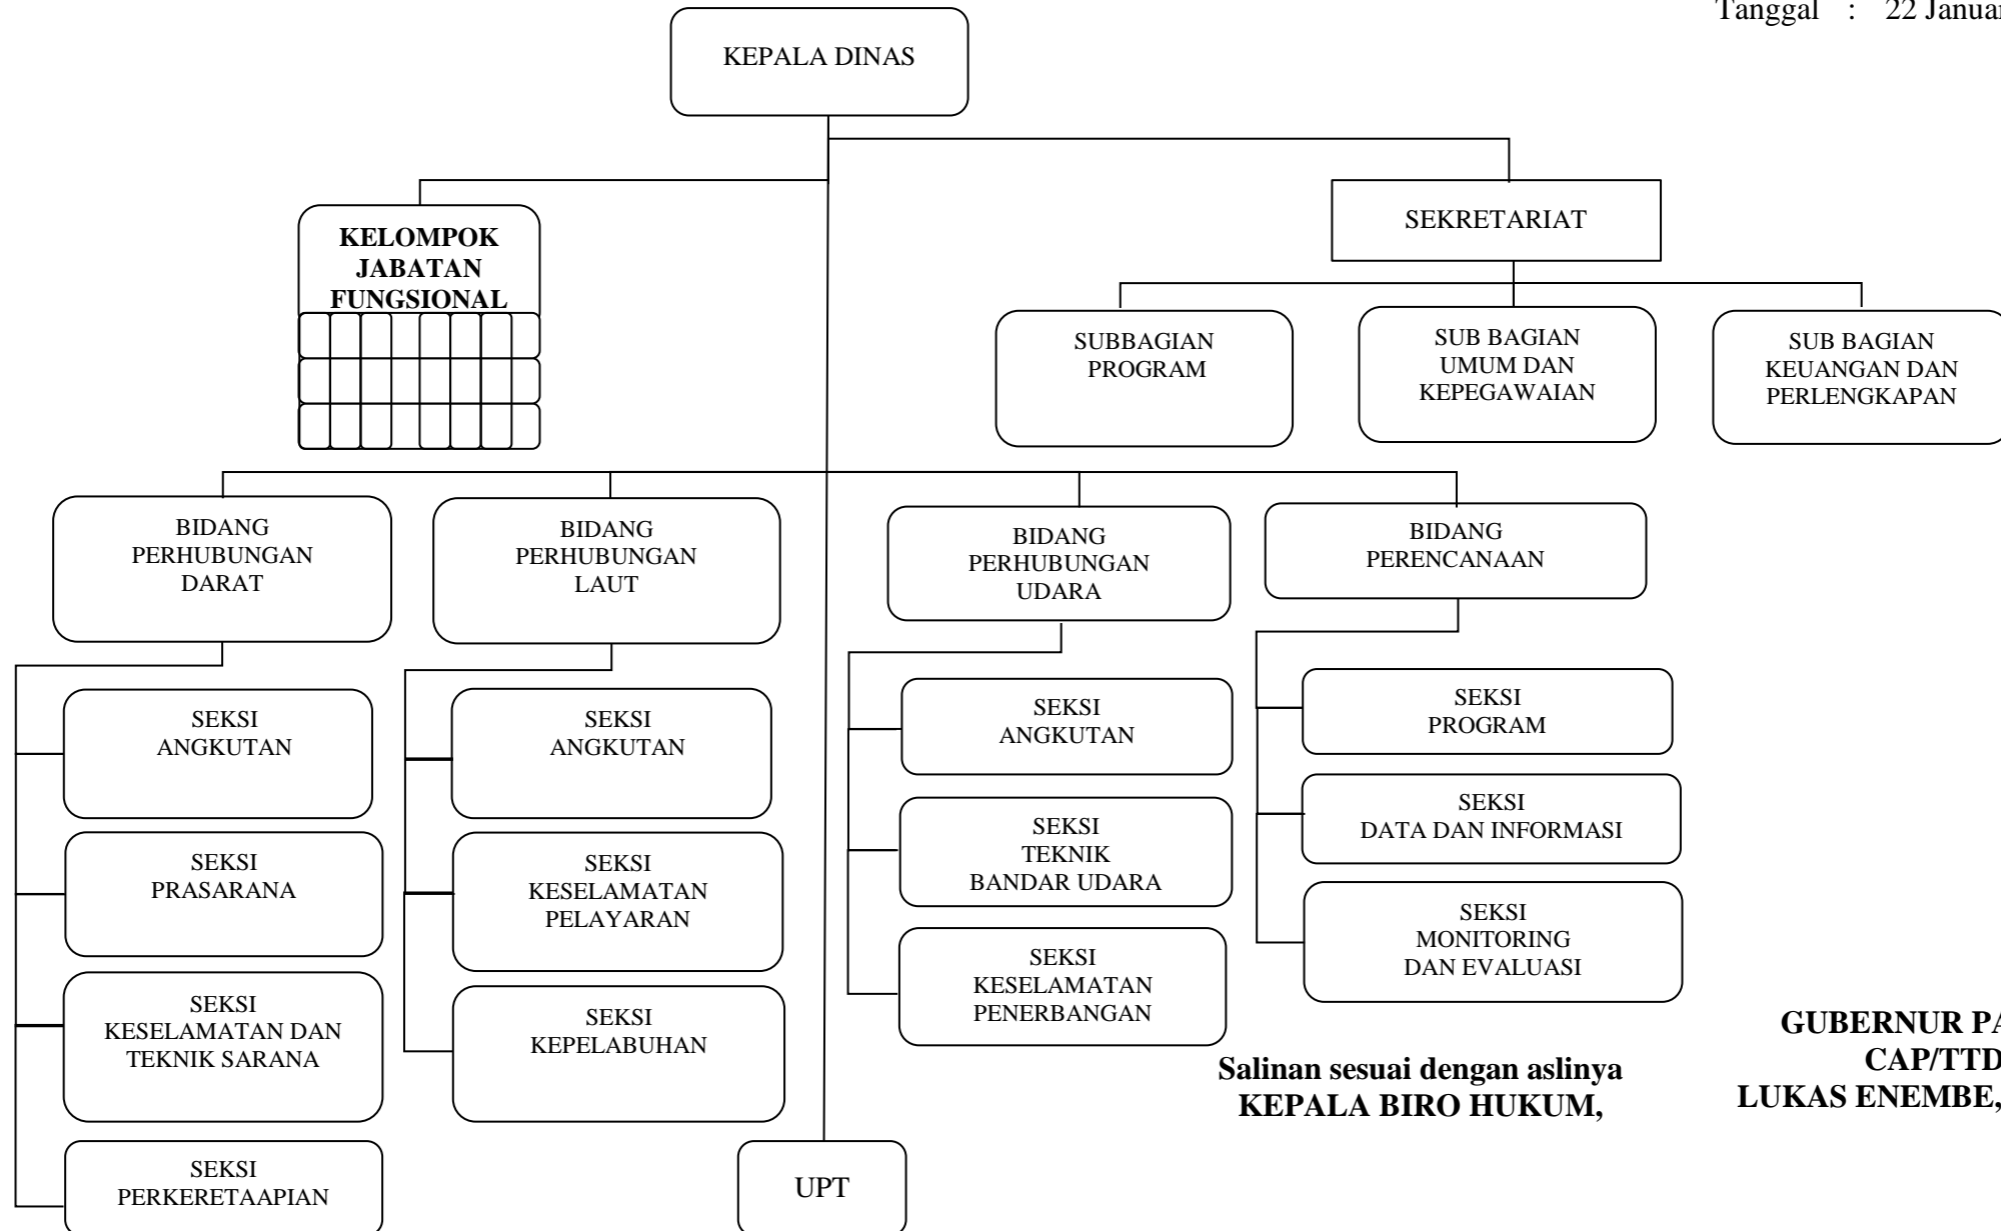 Tanggal : 22 Januar
KEPALA DINAS
KELOMPOK
JABATAN
FUNGSIONAL
SEKRETARIAT
SUBBAGIAN
PROGRAM
SUB BAGIAN
UMUM DAN
KEPEGAWAIAN
SUB BAGIAN
KEUANGAN DAN
PERLENGKAPAN
BIDANG
PERHUBUNGAN
DARAT
BIDANG
PERHUBUNGAN
LAUT
BIDANG
PERHUBUNGAN
UDARA
BIDANG
PERENCANAAN
SEKSI
ANGKUTAN
SEKSI
PRASARANA
SEKSI
KESELAMATAN DAN
TEKNIK SARANA
SEKSI
PERKERETAAPIAN
SEKSI
ANGKUTAN
SEKSI
KESELAMATAN
PELAYARAN
SEKSI
KEPELABUHAN
SEKSI
ANGKUTAN
SEKSI
TEKNIK
BANDAR UDARA
SEKSI
KESELAMATAN
PENERBANGAN
SEKSI
PROGRAM
SEKSI
DATA DAN INFORMASI
SEKSI
MONITORING
DAN EVALUASI
UPT
Salinan sesuai dengan aslinya
KEPALA BIRO HUKUM,
GUBERNUR PA
CAP/TTD
LUKAS ENEMBE,